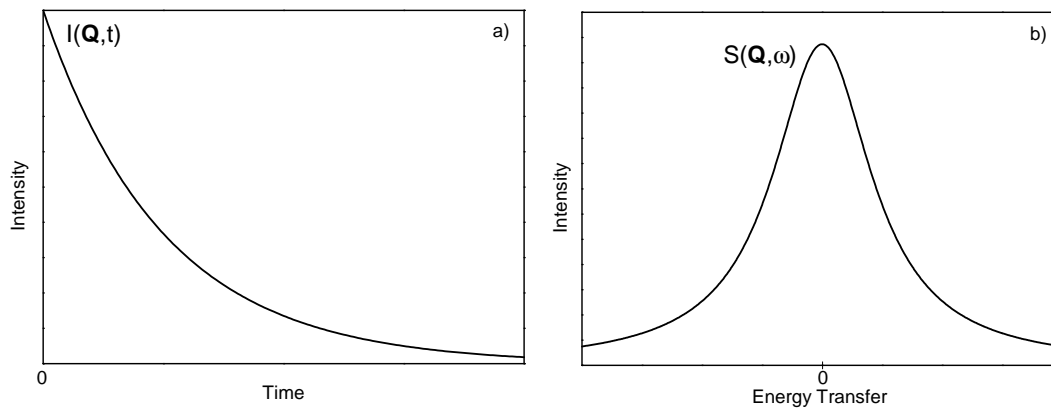 I(Q,t)
a)
Intensity
0
Time
b)
S(Q,ω)
Intensity
0
Energy Transfer